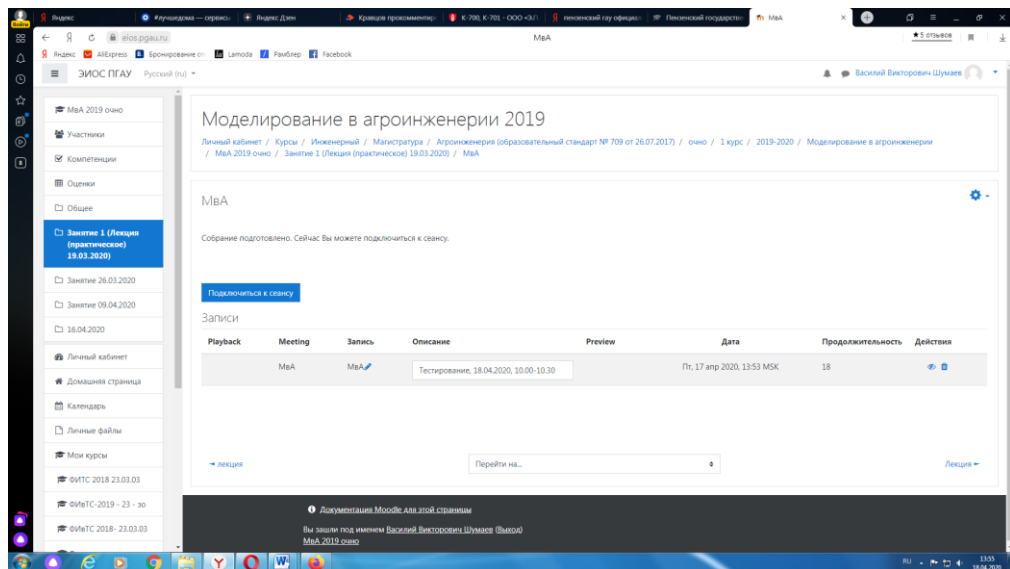 Яндекс
#лучшедома — сервисы
Яндекс Дзен
Кравцов прокомментир
К-700, К-701 - ООО «ЭЛ
пензенский гау официал
Пензенский государстве
МвА
Войти
eios.pgau.ru
МвА
★5 отзывов
Яндекс
AliExpress
Бронирование от
Lamoda
Рамблер
Facebook
ЭИОС ПГАУ
Русский (ru)
Василий Викторович Шумаев
МвА 2019 очно
Участники
Компетенции
Оценки
Общее
Занятие 1 (Лекция
(практическое)
19.03.2020)
Занятие 26.03.2020
Занятие 09.04.2020
16.04.2020
Личный кабинет
Домашняя страница
Календарь
Личные файлы
Мои курсы
ФИТС 2018 23.03.03
ФИвТС-2019 - 23 - зо
ФИвТС 2018- 23.03.03
Моделирование в агроинженерии 2019
Личный кабинет / Курсы / Инженерный / Магистратура / Агроинженерия (образовательный стандарт № 709 от 26.07.2017) / очно / 1 курс / 2019-2020 / Моделирование в агроинженерии
/ МвА 2019 очно / Занятие 1 (Лекция (практическое) 19.03.2020) / МвА
МвА
Собрание подготовлено. Сейчас Вы можете подключиться к сеансу.
Подключиться к сеансу
Записи
Playback Meeting Запись Описание Preview Дата Продолжительность Действия
МвА МвА Тестирование, 18.04.2020, 10.00-10.30 Пт, 17 апр 2020, 13:53 MSK 18
лекция
Перейти на...
Лекция
Документация Moodle для этой страницы
Вы зашли под именем Василий Викторович Шумаев (Выход)
МвА 2019 очно
RU
13:55
18.04.2020